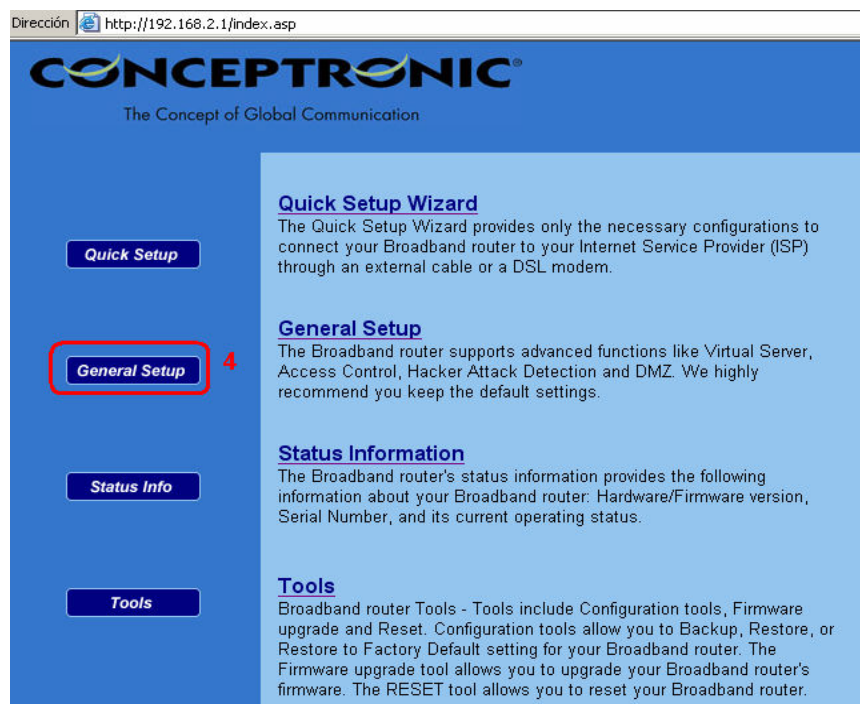 Dirección http://192.168.2.1/index.asp
CONCEPTRONIC®
The Concept of Global Communication
Quick Setup
Quick Setup Wizard
The Quick Setup Wizard provides only the necessary configurations to
connect your Broadband router to your Internet Service Provider (ISP)
through an external cable or a DSL modem.
General Setup
4
General Setup
The Broadband router supports advanced functions like Virtual Server,
Access Control, Hacker Attack Detection and DMZ. We highly
recommend you keep the default settings.
Status Info
Status Information
The Broadband router's status information provides the following
information about your Broadband router: Hardware/Firmware version,
Serial Number, and its current operating status.
Tools
Tools
Broadband router Tools - Tools include Configuration tools, Firmware
upgrade and Reset. Configuration tools allow you to Backup, Restore, or
Restore to Factory Default setting for your Broadband router. The
Firmware upgrade tool allows you to upgrade your Broadband router's
firmware. The RESET tool allows you to reset your Broadband router.